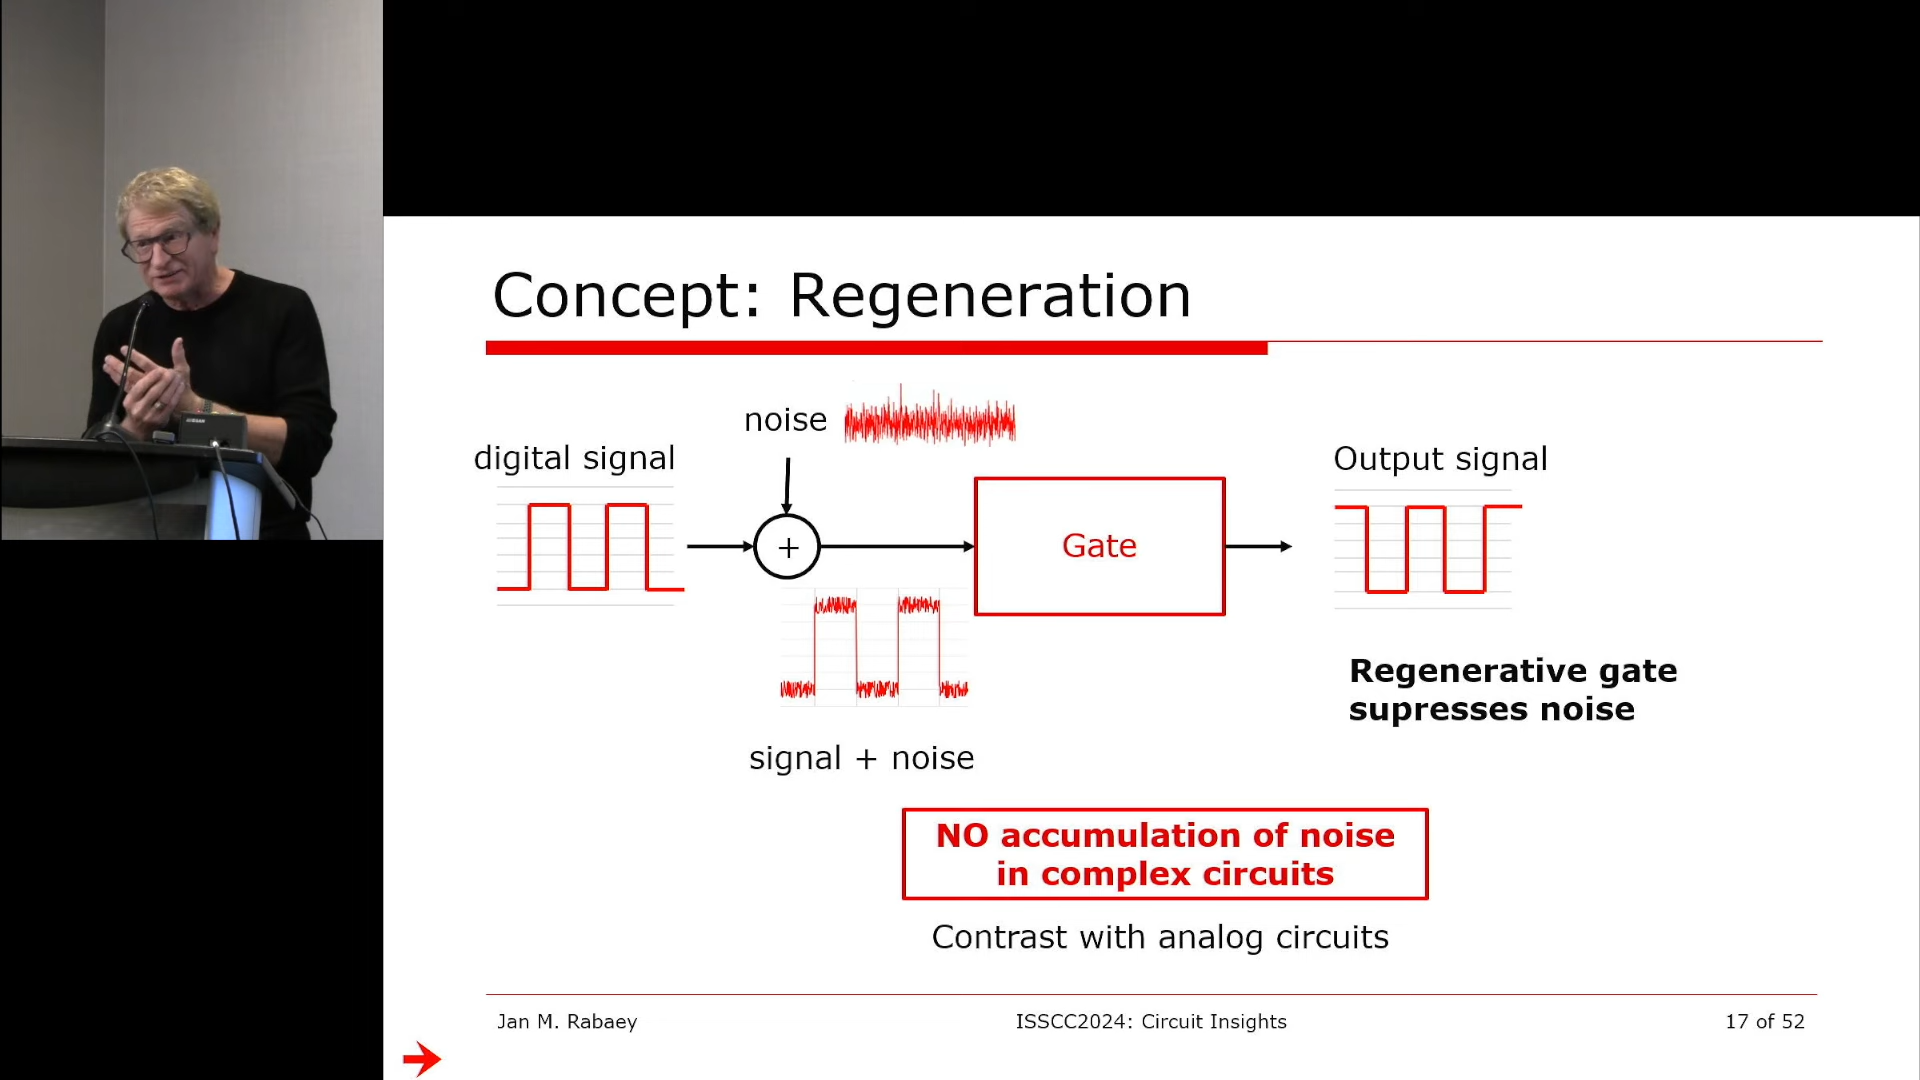 Concept: Regeneration
noise
digital signal
Output signal
+
Gate
Regenerative gate
supresses noise
signal + noise
NO accumulation of noise
in complex circuits
Contrast with analog circuits
Jan M. Rabaey
ISSCC2024: Circuit Insights
17 of 52